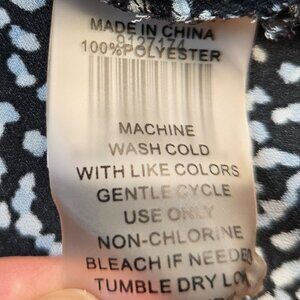 MADE IN CHINA
100%POLYESTER
MACHINE
WASH COLD
WITH LIKE COLORS
GENTLE CYCLE
USE ONLY
NON-CHLORINE
BLEACH IF NEEDED
TUMBLE DRY LOW